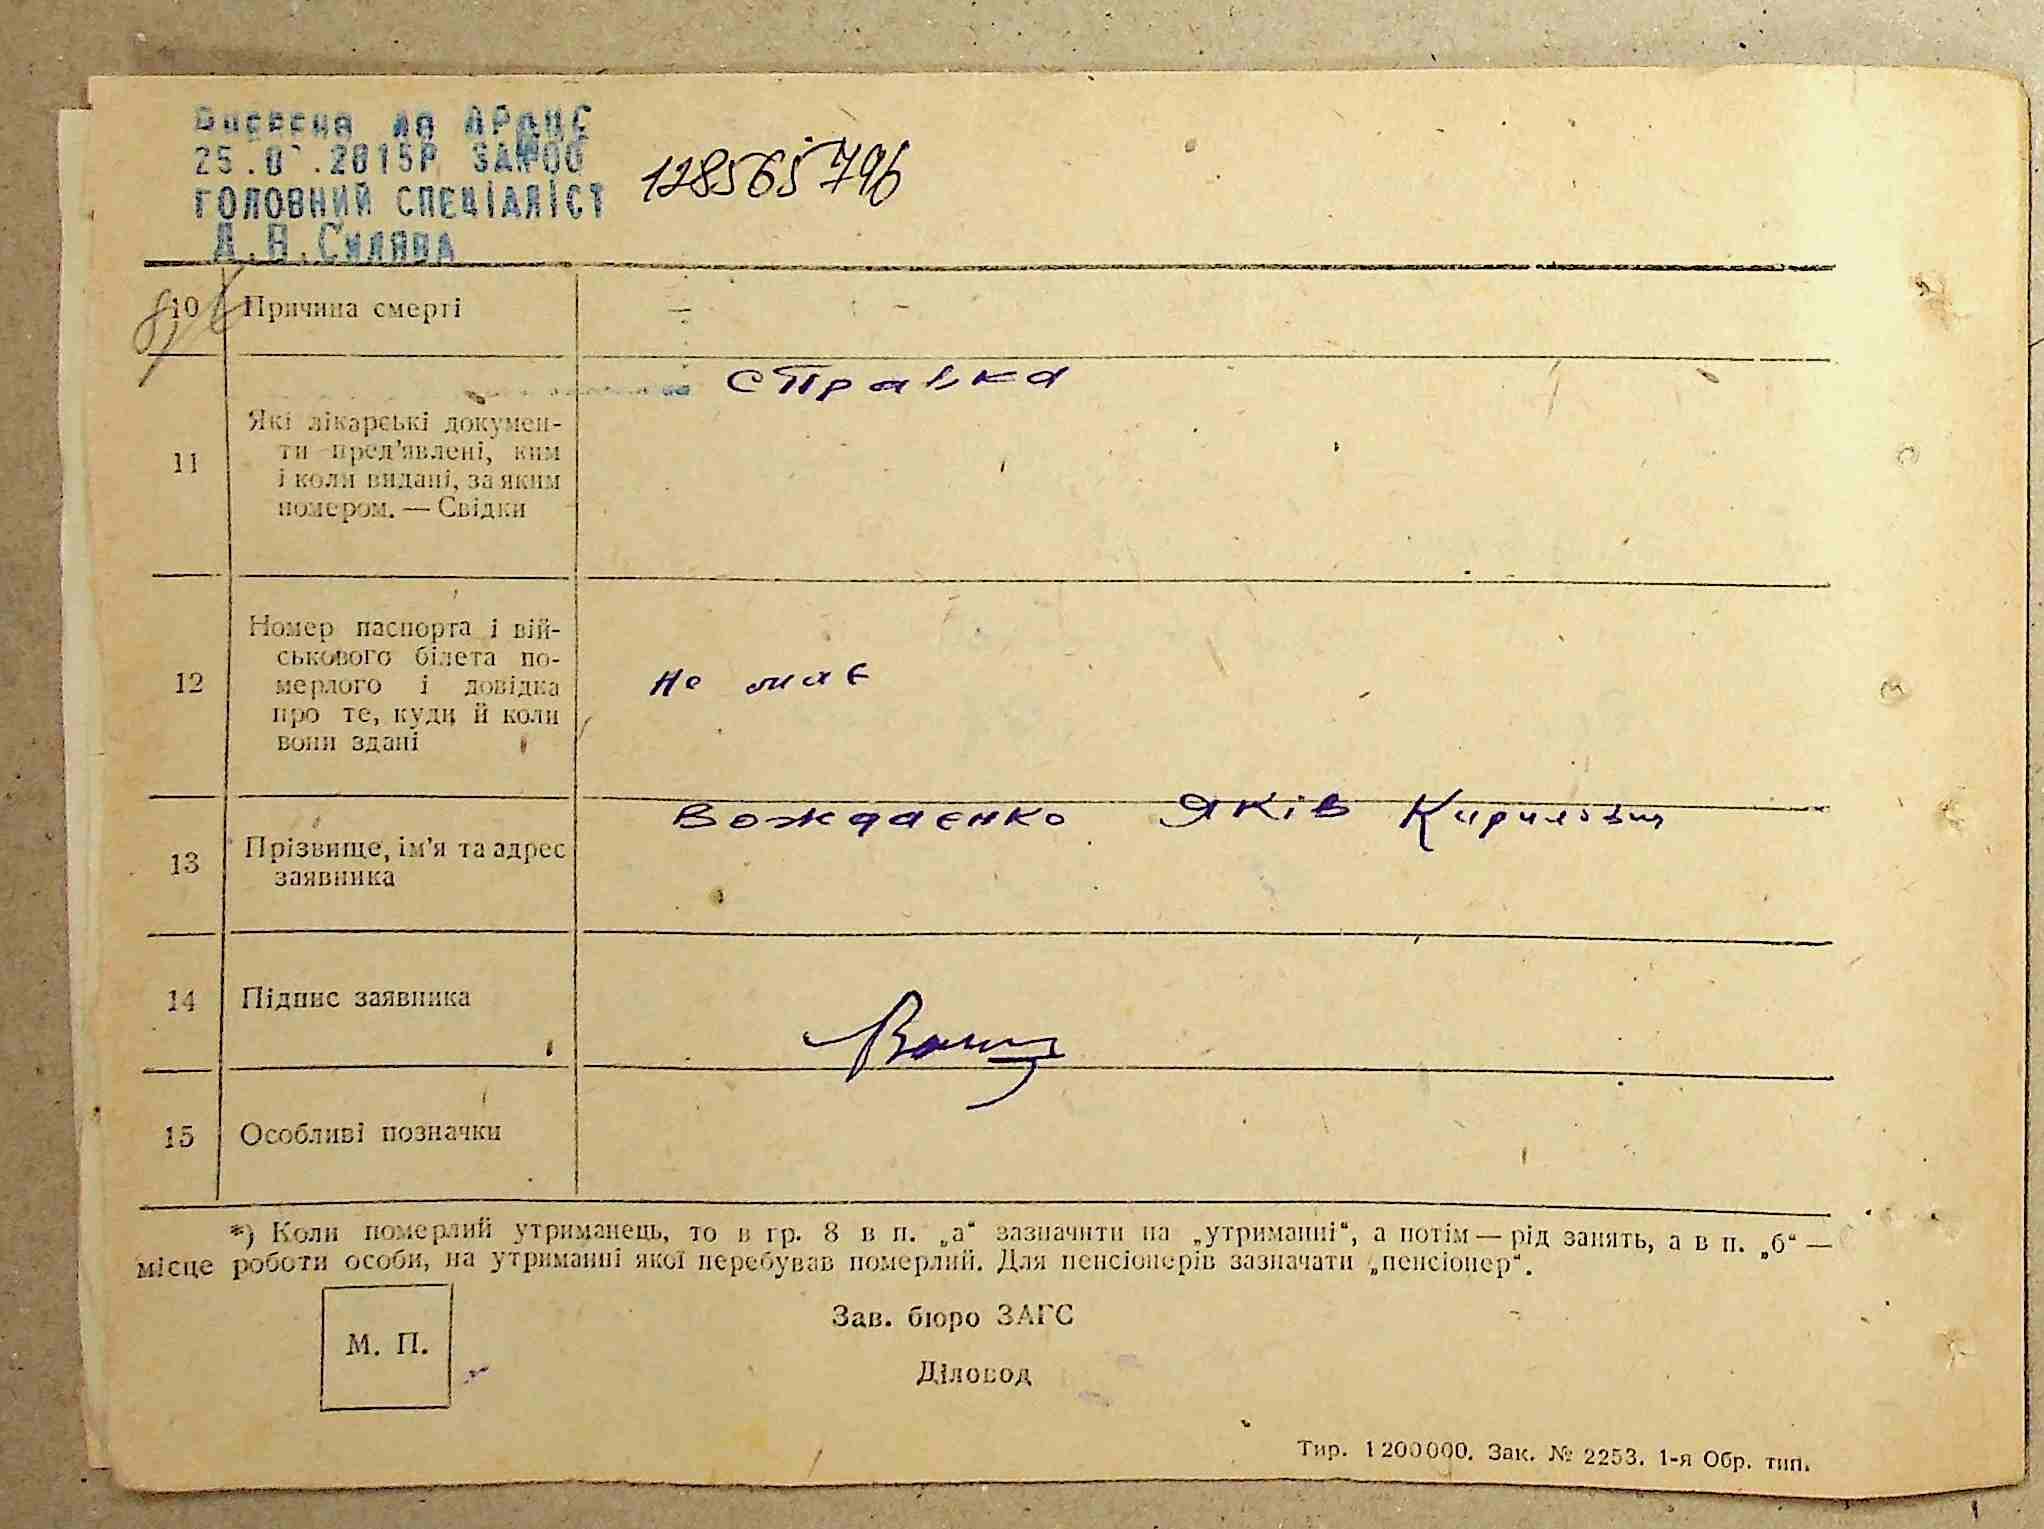 Внесена до ДРАЦС
25.0 .2015Р.
ГОЛОВНИЙ СПЕЦІАЛІСТ
А.В.Силява
128565796
10 Причина смерті —
11 Які лікарські докумен-
ти пред'явлені, ким
і коли видані, за яким
номером. — Свідки
справка
12 Номер паспорта і вій-
ськового білета по-
мерлого і довідка
про те, куди й коли
вони здані
не має
13 Прізвище, ім'я та адрес
заявника
Вождаєнко Яків Кирилович
14 Підпис заявника
15 Особливі позначки
*) Коли померлий утриманець, то в гр. 8 в п. „а“ зазначити на „утриманні“, а потім — рід занять, а в п. „б“ —
місце роботи особи, на утриманні якої перебував померлий. Для пенсіонерів зазначати „пенсіонер“.
М. П.
Зав. бюро ЗАГС
Діловод
Тир. 1200000. Зак. № 2253. 1-я Обр. тип.